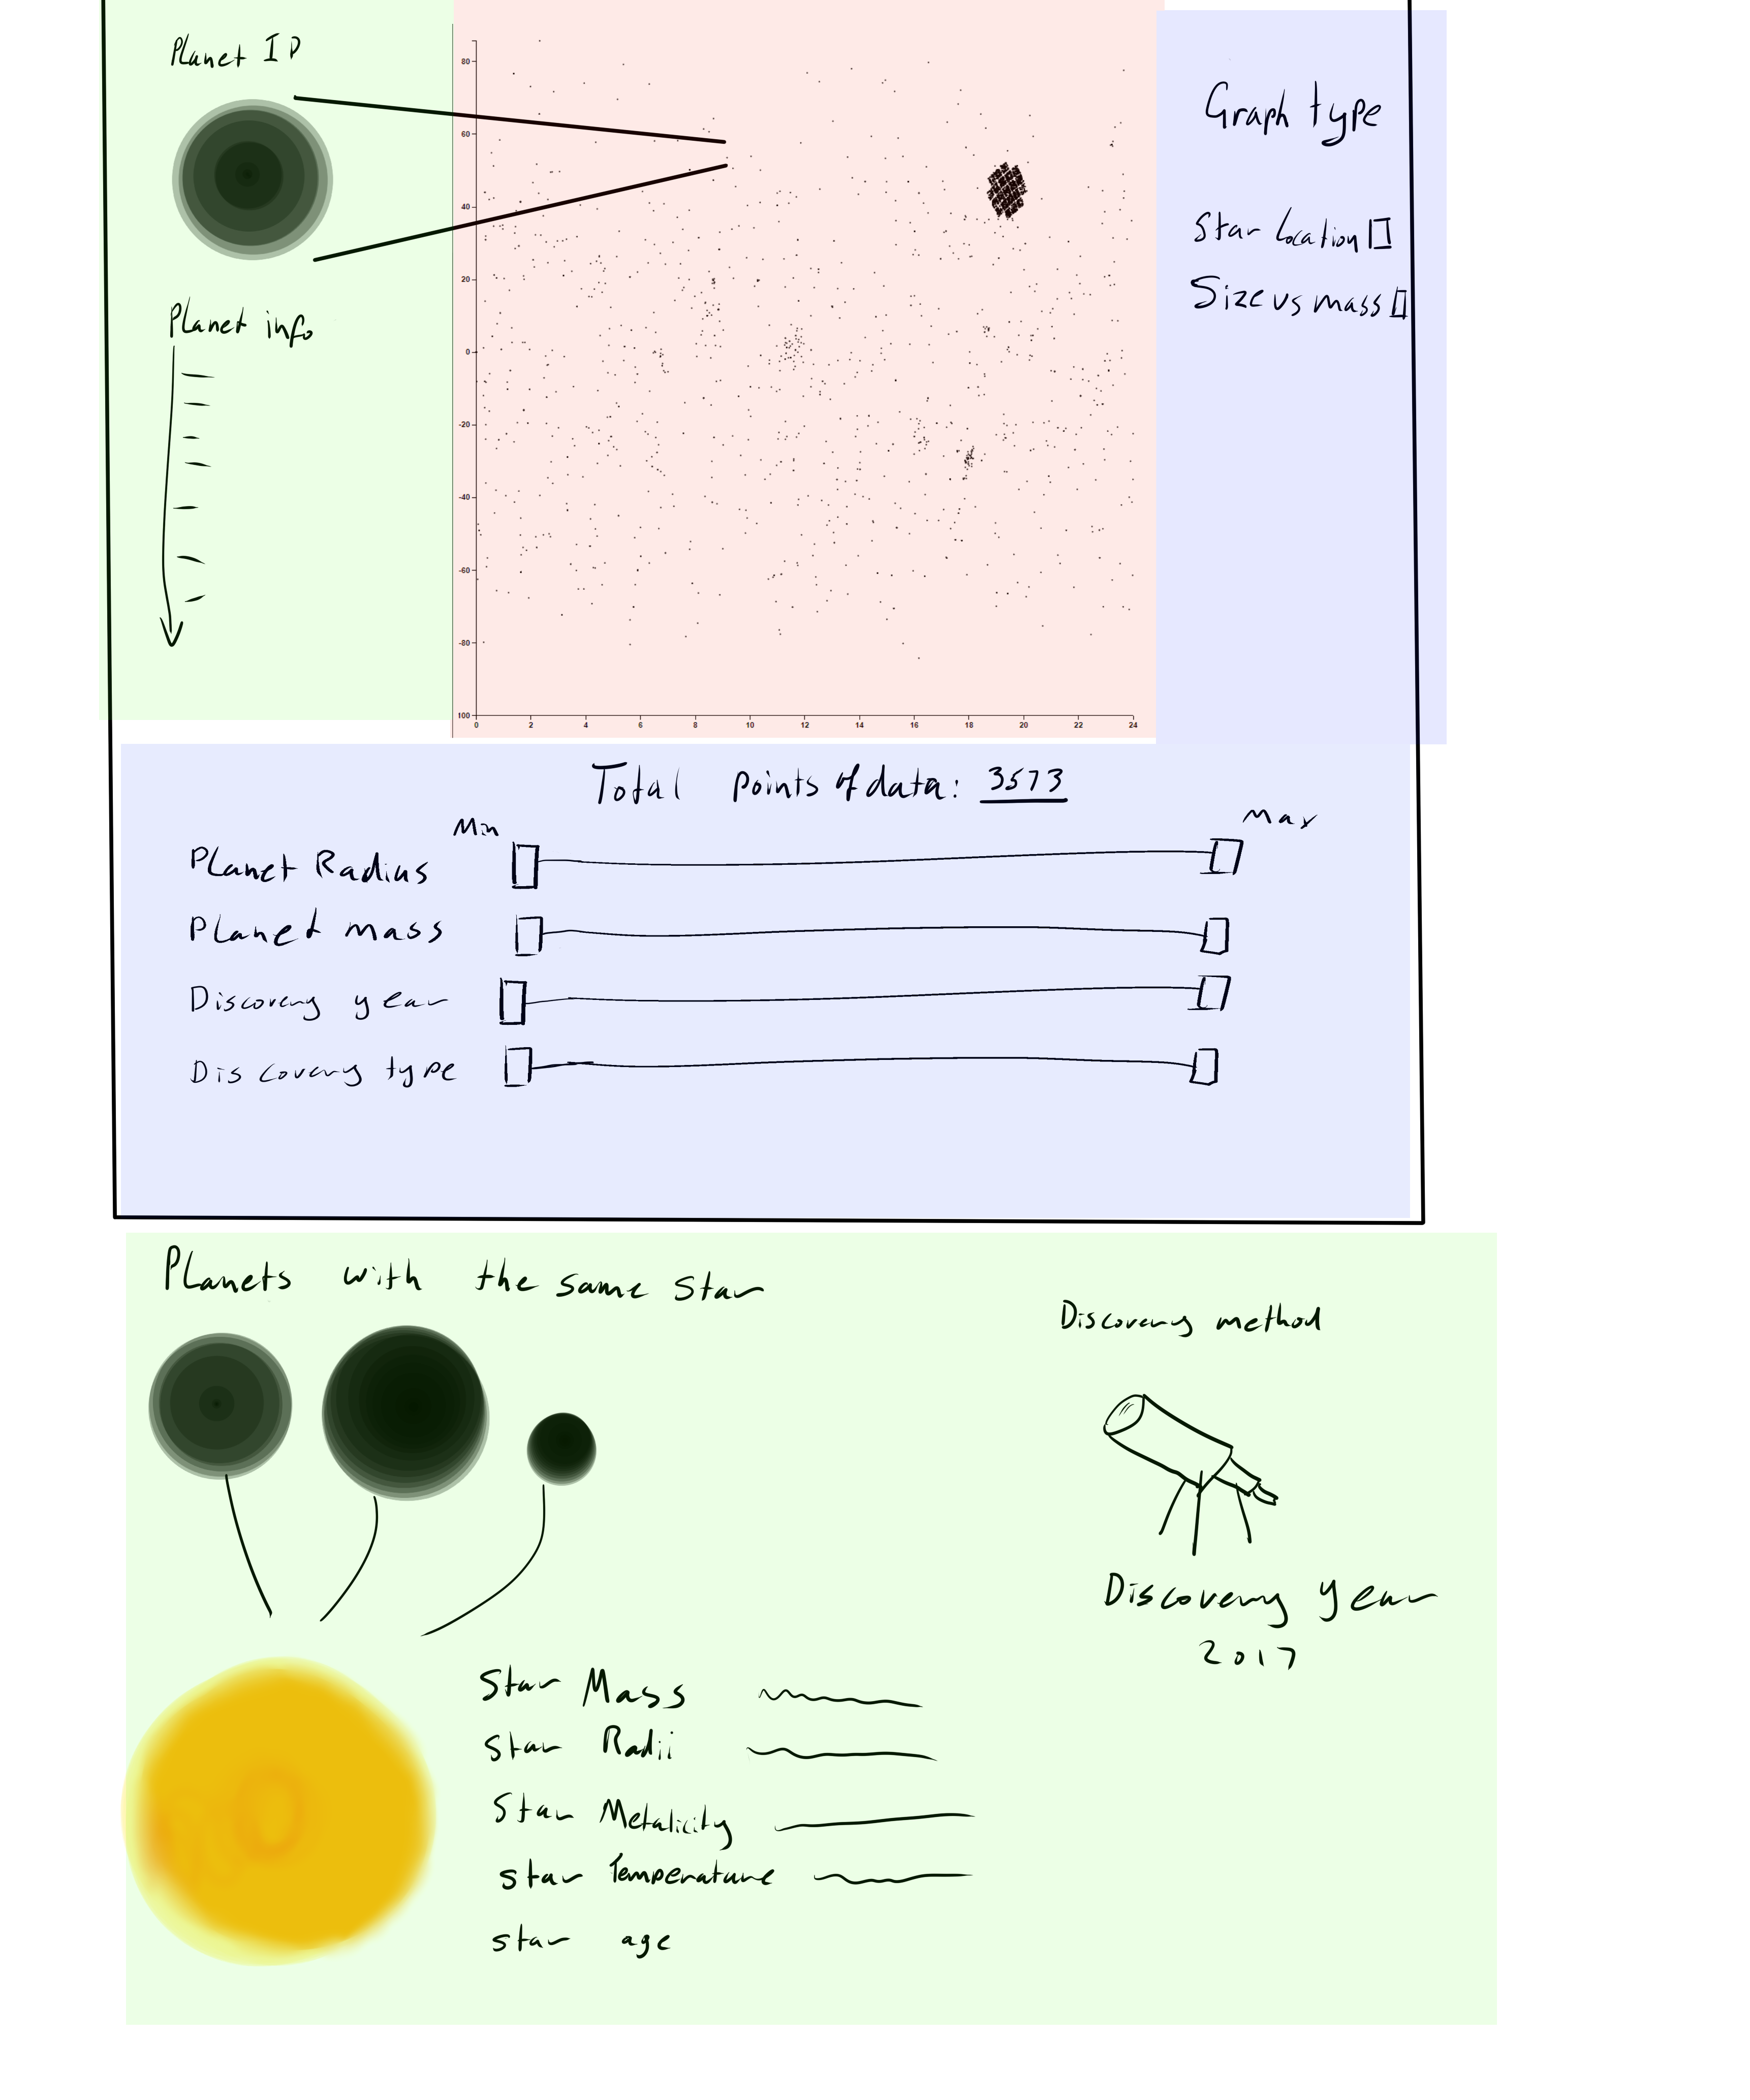 Planet ID
Planet info
80
60
40
20
0
-20
-40
-60
-80
100
0 2 4 6 8 10 12 14 16 18 20 22 24
Graph type
Star Location
Size vs mass
Total points of data: 3573
Min Max
Planet Radius
Planet mass
Discovery year
Discovery type
Planets with the same star
Discovery method
Discovery year
2017
Star Mass
Star Radii
Star Metalicity
star Temperature
star age